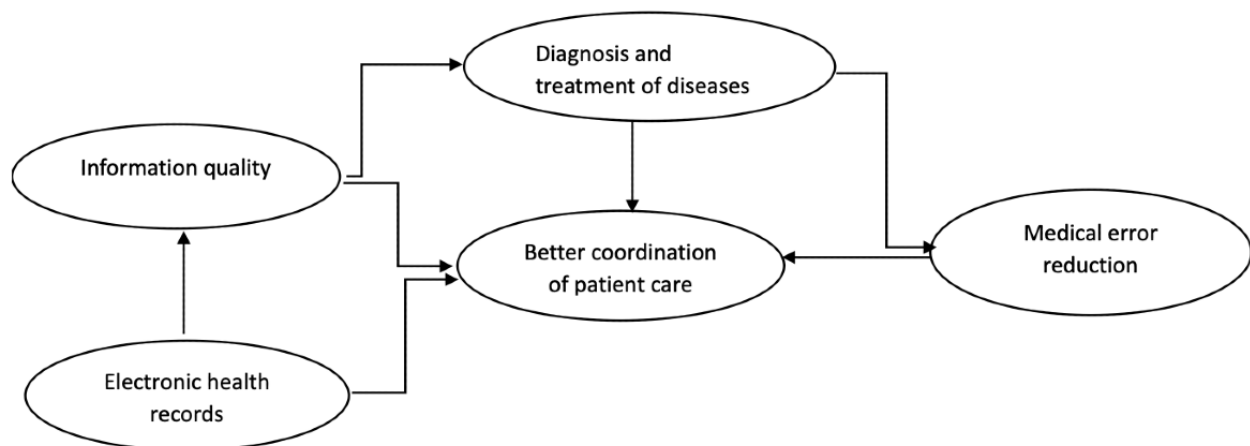 Diagnosis and
treatment of diseases
Information quality
Better coordination
of patient care
Medical error
reduction
Electronic health
records